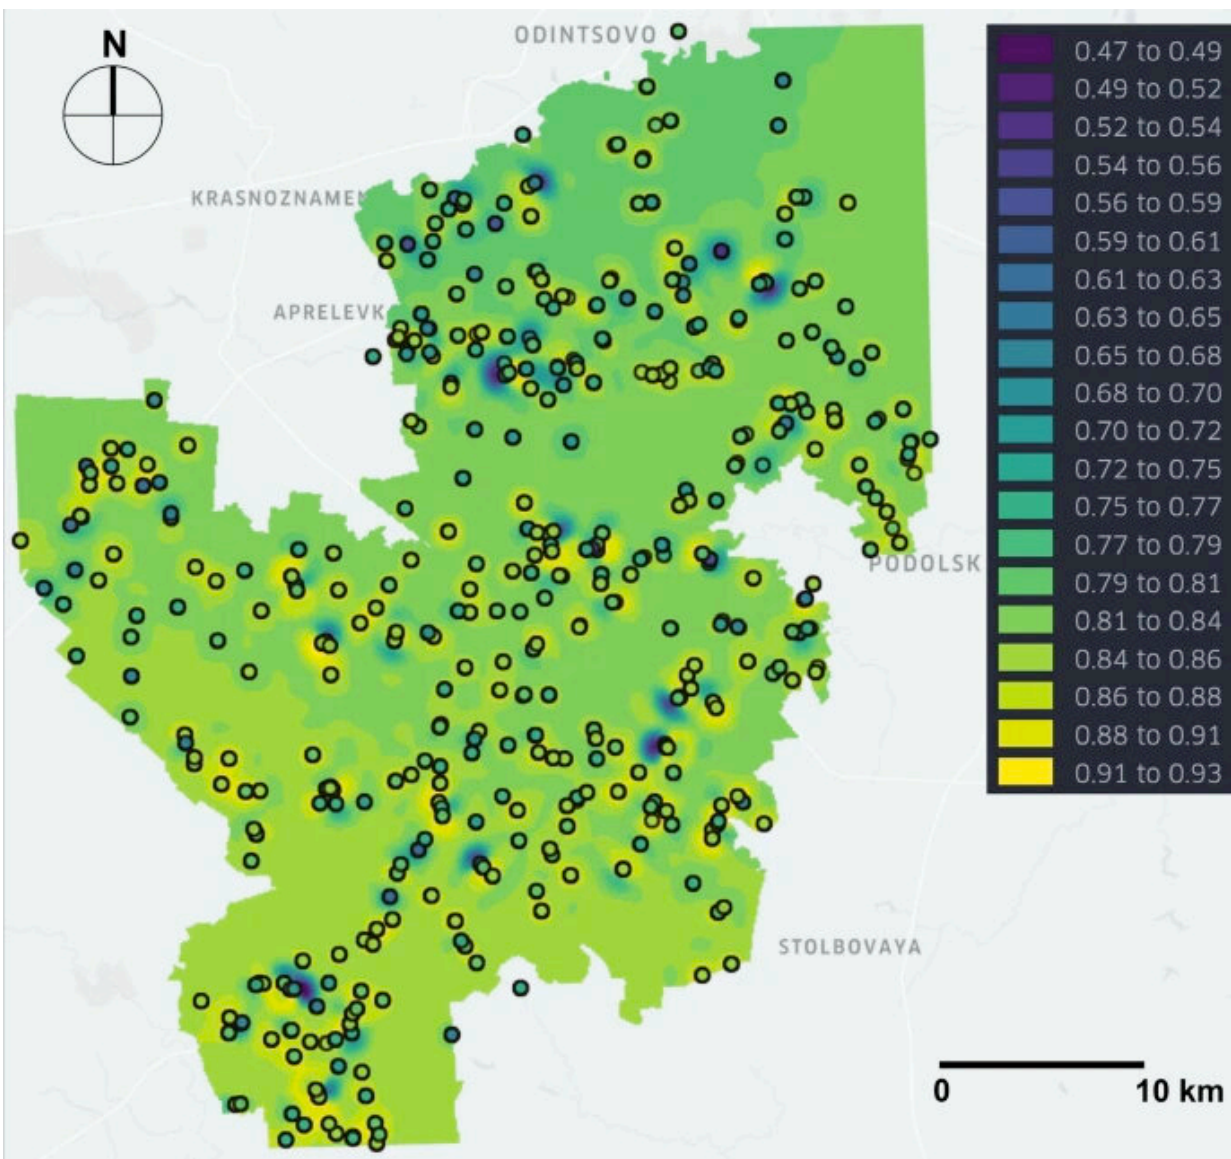 ODINTSOVO
N
KRASNOZNAMEN
APRELEVK
PODOLSK
STOLBOVAYA
0.47 to 0.49
0.49 to 0.52
0.52 to 0.54
0.54 to 0.56
0.56 to 0.59
0.59 to 0.61
0.61 to 0.63
0.63 to 0.65
0.65 to 0.68
0.68 to 0.70
0.70 to 0.72
0.72 to 0.75
0.75 to 0.77
0.77 to 0.79
0.79 to 0.81
0.81 to 0.84
0.84 to 0.86
0.86 to 0.88
0.88 to 0.91
0.91 to 0.93
0 10 km